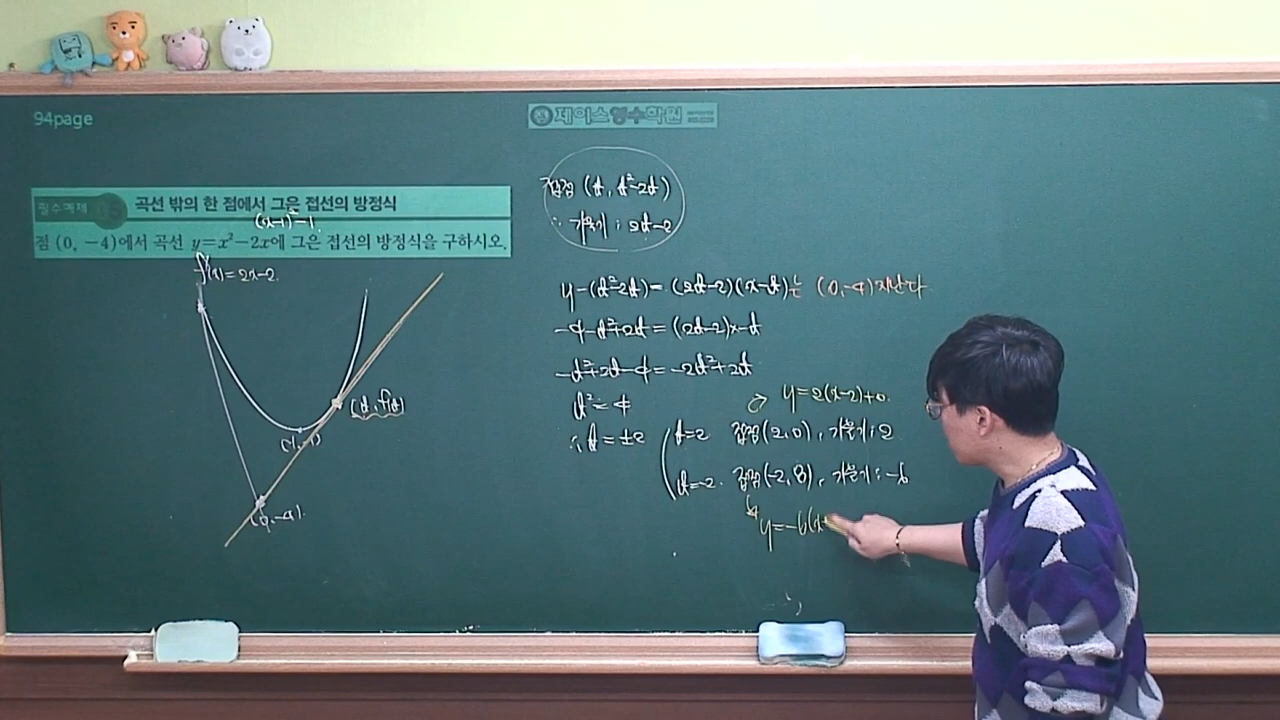 94page
제이스영수학원
필수예제 05 곡선 밖의 한 점에서 그은 접선의 방정식
(x-1)²-1.
점 (0, -4)에서 곡선 y=x²-2x에 그은 접선의 방정식을 구하시오.
f'(x)=2x-2.
(t, f(t))
(1,-1)
(0,-4).
접점 (t, t²-2t)
∴ 기울기 : 2t-2
y-(t²-2t)=(2t-2)(x-t)는 (0,-4)지난다.
-4-t²+2t=(2t-2)×-t
-t²+2t-4=-2t²+2t
t²=4
∴ t=±2
y=2(x-2)+0.
t=2 접점(2,0), 기울기:2
t=-2. 접점(-2,8), 기울기:-6
y=-6(x